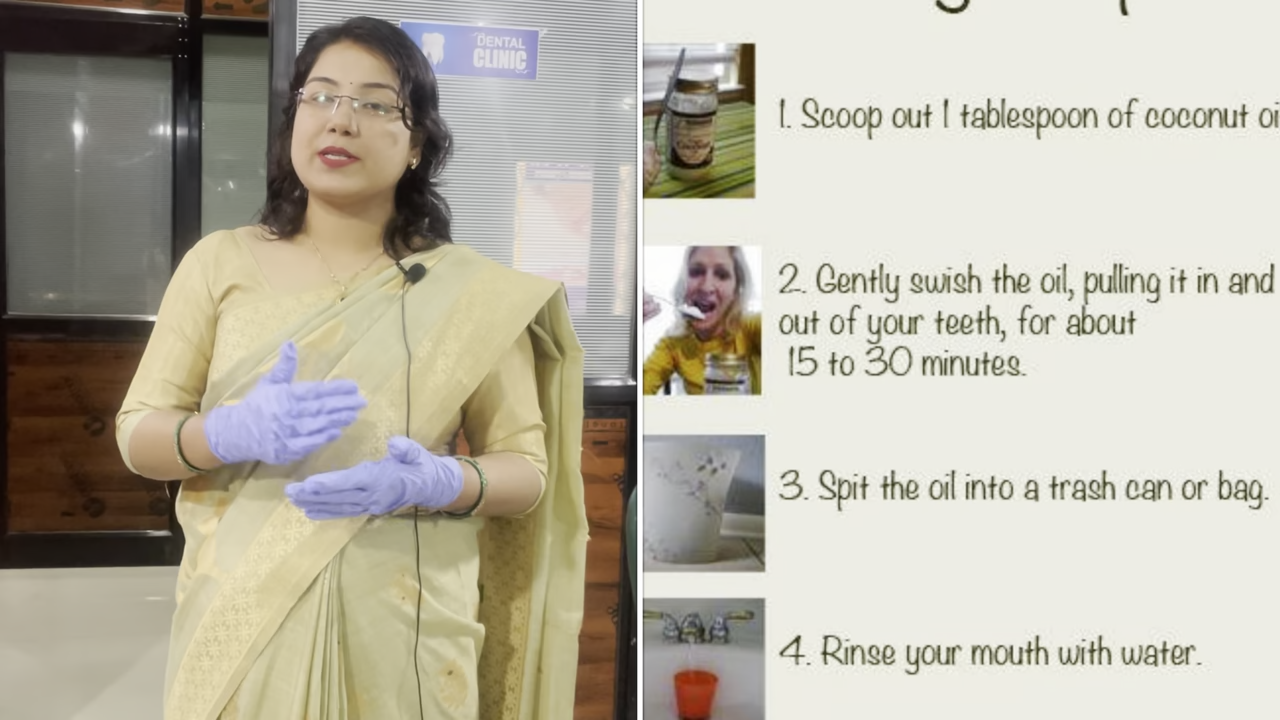 DENTAL
CLINIC
1. Scoop out 1 tablespoon of coconut oi
2. Gently swish the oil, pulling it in and
out of your teeth, for about
15 to 30 minutes.
3. Spit the oil into a trash can or bag.
4. Rinse your mouth with water.